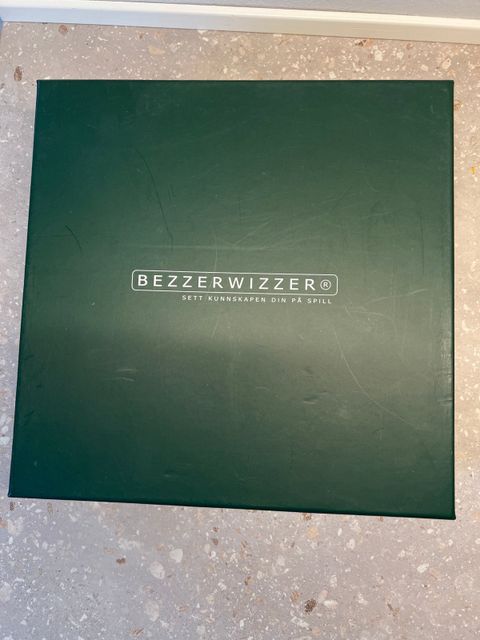 BEZZERWIZZER®
SETT KUNNSKAPEN DIN PÅ SPILL